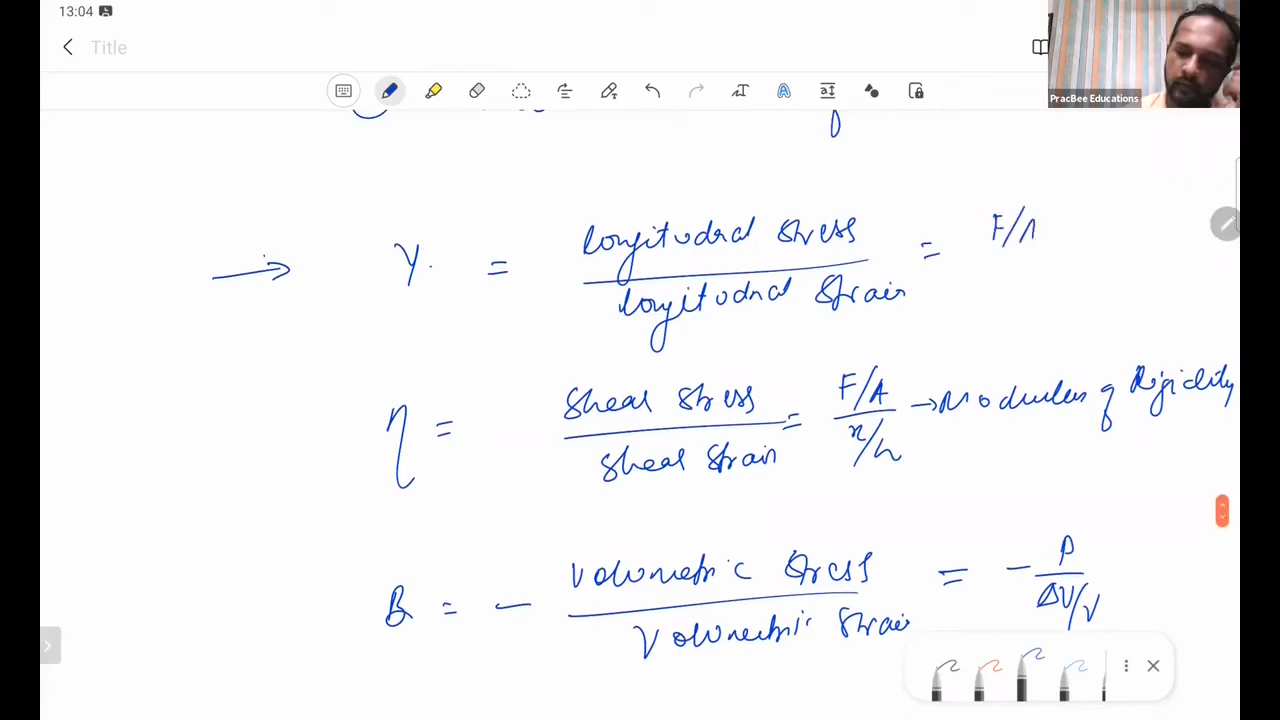 13:04
Title
PracBee Educations
→ Y = longitudnal stress / longitudnal strain = F/A
η = Shear stress / Shear strain = F/A / x/h → Modulus of Rigidity
B = - Volumetric stress / Volumetric strain = - P / ΔV/V